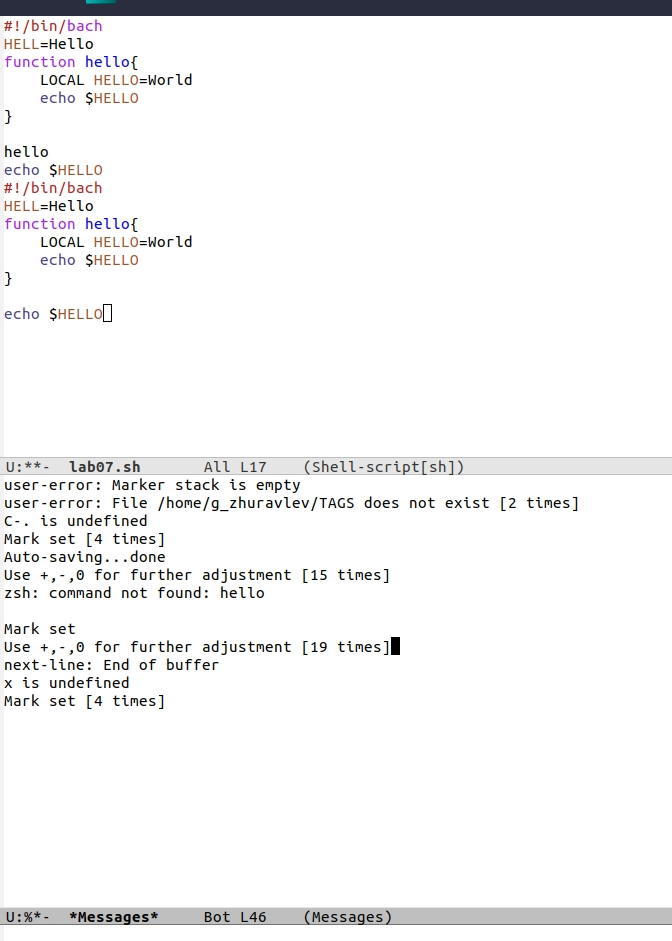 #!/bin/bach
HELL=Hello
function hello{
    LOCAL HELLO=World
    echo $HELLO
}

hello
echo $HELLO
#!/bin/bach
HELL=Hello
function hello{
    LOCAL HELLO=World
    echo $HELLO
}

echo $HELLO
U:**-  lab07.sh       All L17    (Shell-script[sh])
user-error: Marker stack is empty
user-error: File /home/g_zhuravlev/TAGS does not exist [2 times]
C-. is undefined
Mark set [4 times]
Auto-saving...done
Use +,-,0 for further adjustment [15 times]
zsh: command not found: hello

Mark set
Use +,-,0 for further adjustment [19 times]
next-line: End of buffer
x is undefined
Mark set [4 times]
U:%*-  *Messages*     Bot L46    (Messages)